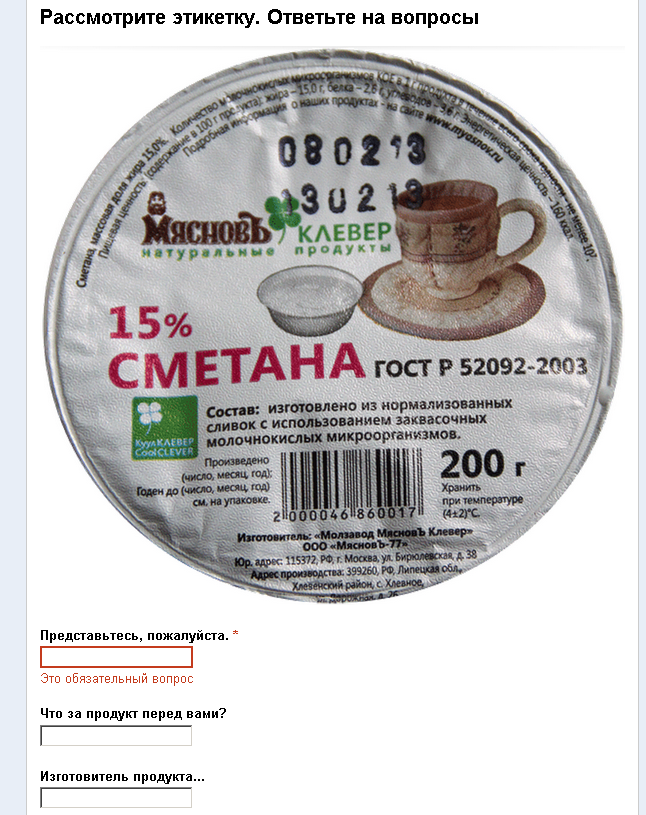 Рассмотрите этикетку. Ответьте на вопросы
Сметана, массовая доля жира 15,0%. Количество молочнокислых микроорганизмов КОЕ в 1 г продукта в течение срока годности - не менее 10⁷.
Пищевая ценность (содержание в 100 г продукта): жира – 15,0 г, белка – 2,6 г, углеводов – 3,6 г. Энергетическая ценность – 160 ккал.
Подробная информация о наших продуктах - на сайте www.myasnov.ru
080213
130213
МЯСНОВЪ КЛЕВЕР
натуральные продукты
15%
СМЕТАНА ГОСТ Р 52092-2003
КуулКЛЕВЕР
CoolCLEVER
Состав: изготовлено из нормализованных
сливок с использованием заквасочных
молочнокислых микроорганизмов.
Произведено
(число, месяц, год);
Годен до (число, месяц, год)
см. на упаковке.
2 000046 860017
200 г
Хранить
при температуре
(4±2)°С.
Изготовитель: «Молзавод МясновЪ Клевер»
ООО «МясновЪ-77»
Юр. адрес: 115372, РФ, г. Москва, ул. Бирюлевская, д. 38
Адрес производства: 399260, РФ, Липецкая обл.,
Хлевенский район, с. Хлевное,
ул. Дорожная, д. 26
Представьтесь, пожалуйста. *
Это обязательный вопрос
Что за продукт перед вами?
Изготовитель продукта...